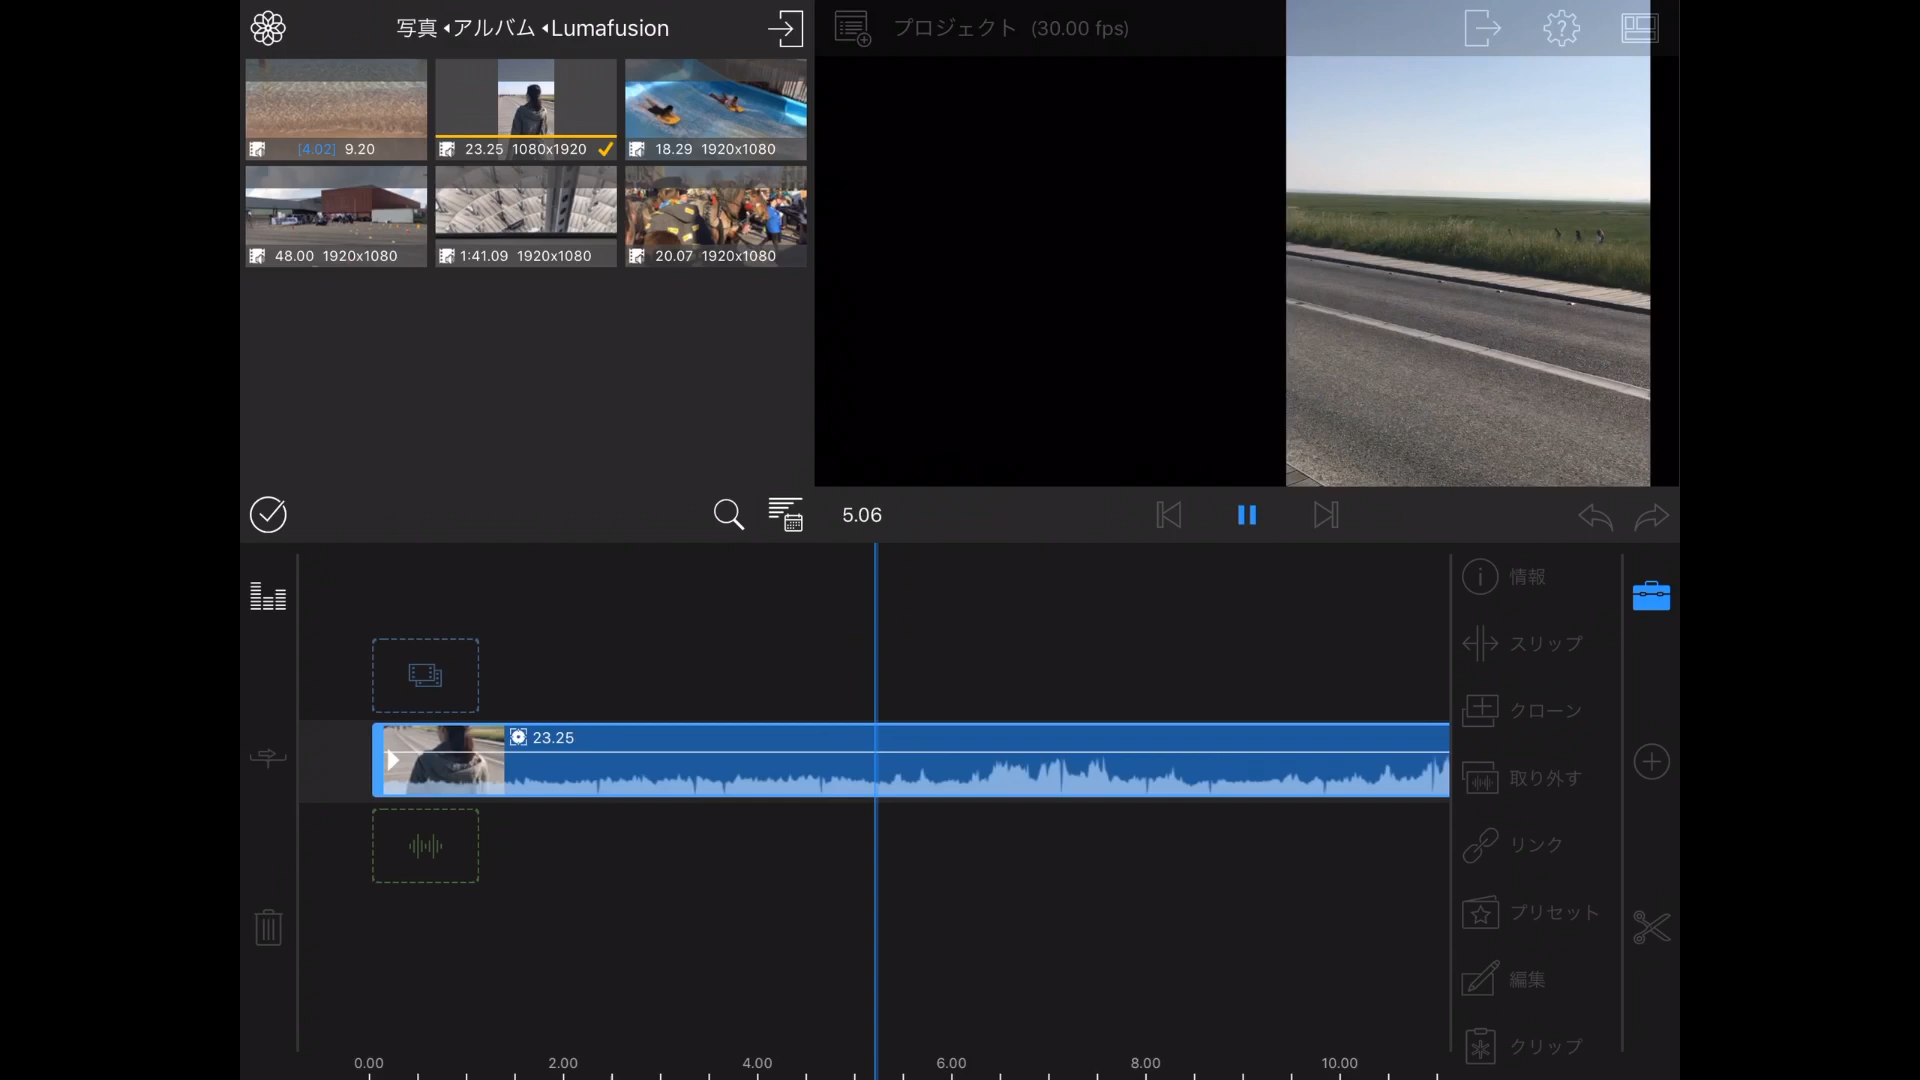 写真 ◂アルバム ◂Lumafusion
プロジェクト (30.00 fps)
[4.02] 9.20
23.25 1080x1920
18.29 1920x1080
48.00 1920x1080
1:41.09 1920x1080
20.07 1920x1080
5.06
情報
スリップ
クローン
23.25
取り外す
リンク
プリセット
編集
クリップ
0.00 2.00 4.00 6.00 8.00 10.00